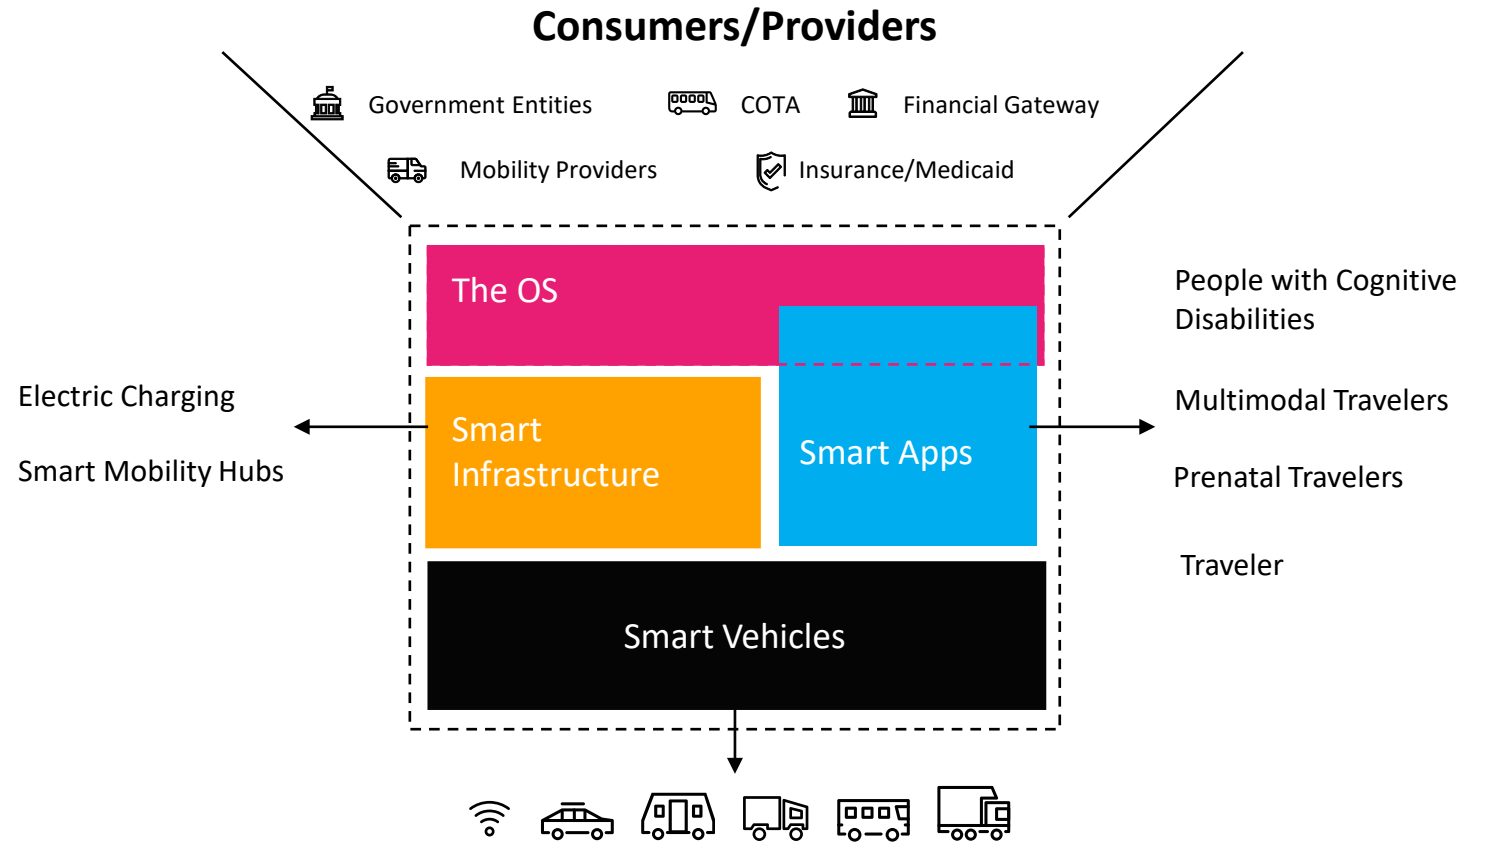 Consumers/Providers
Government Entities
COTA
Financial Gateway
Mobility Providers
Insurance/Medicaid
The OS
People with Cognitive
Disabilities
Electric Charging
Smart
Infrastructure
Smart Apps
Multimodal Travelers
Smart Mobility Hubs
Prenatal Travelers
Traveler
Smart Vehicles